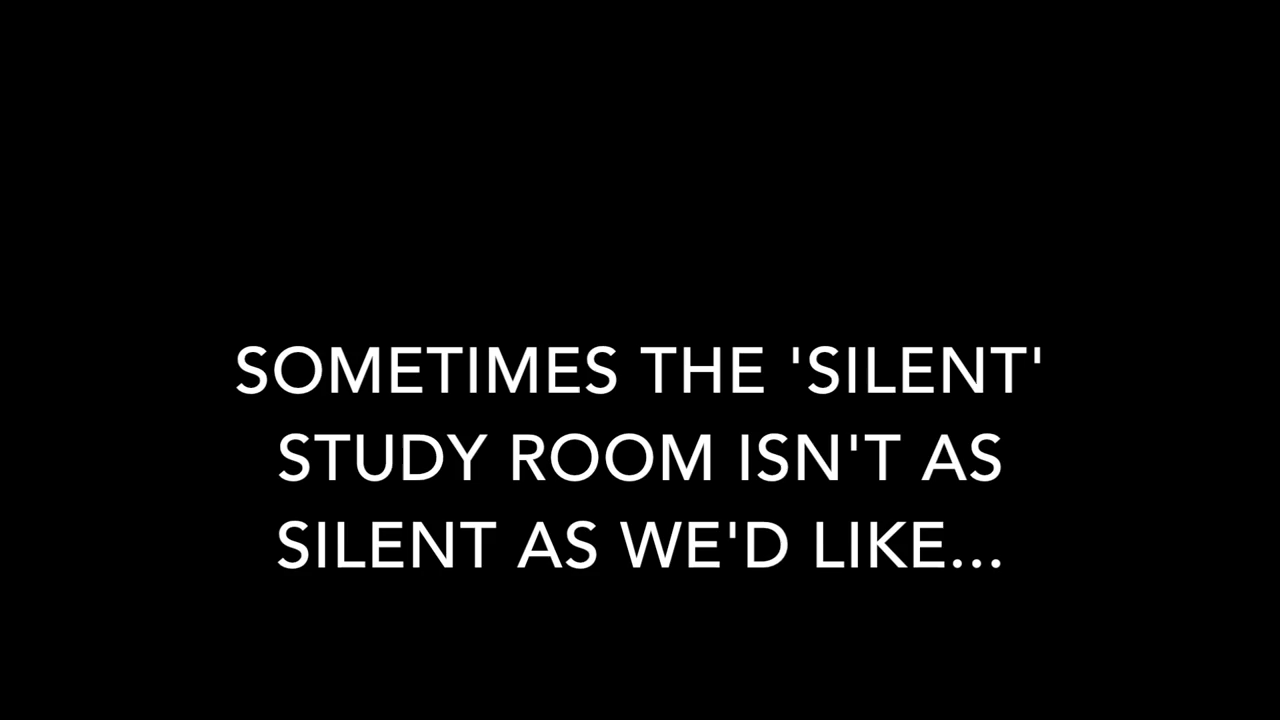 SOMETIMES THE 'SILENT'
STUDY ROOM ISN'T AS
SILENT AS WE'D LIKE...